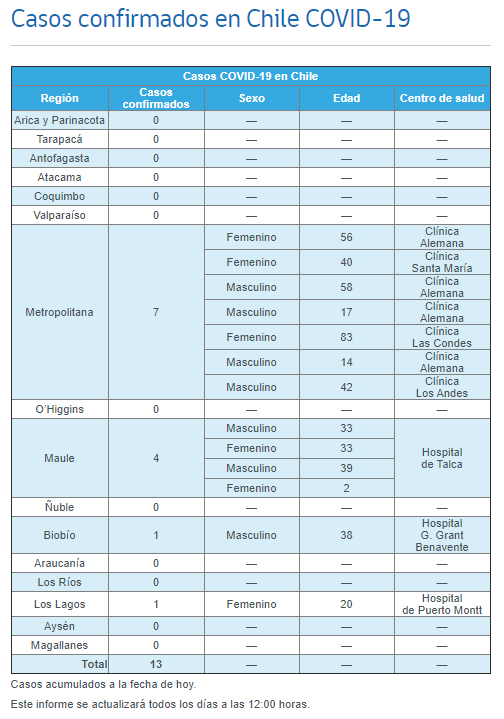 Casos confirmados en Chile COVID-19
Casos COVID-19 en Chile
Región Casos confirmados Sexo Edad Centro de salud
Arica y Parinacota 0 — — —
Tarapacá 0 — — —
Antofagasta 0 — — —
Atacama 0 — — —
Coquimbo 0 — — —
Valparaíso 0 — — —
Metropolitana 7
Femenino 56 Clínica Alemana
Femenino 40 Clínica Santa María
Masculino 58 Clínica Alemana
Masculino 17 Clínica Alemana
Femenino 83 Clínica Las Condes
Masculino 14 Clínica Alemana
Masculino 42 Clínica Los Andes
O'Higgins 0 — — —
Maule 4
Masculino 33
Femenino 33
Masculino 39
Femenino 2
Hospital
de Talca
Ñuble 0 — — —
Biobío 1 Masculino 38 Hospital G. Grant Benavente
Araucanía 0 — — —
Los Ríos 0 — — —
Los Lagos 1 Femenino 20 Hospital de Puerto Montt
Aysén 0 — — —
Magallanes 0 — — —
Total 13 — — —
Casos acumulados a la fecha de hoy.
Este informe se actualizará todos los días a las 12:00 horas.